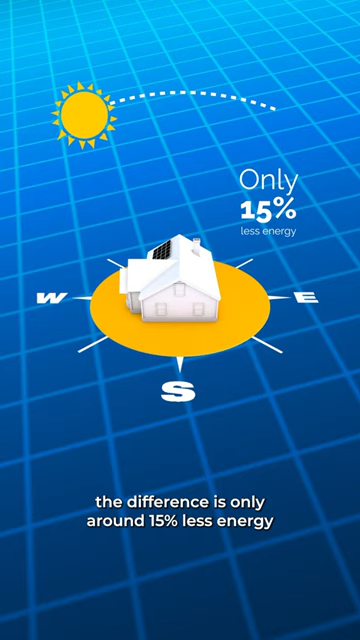 Only
15%
less energy
W
E
S
the difference is only
around 15% less energy